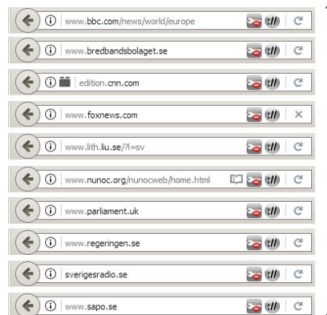 www.bbc.com/news/world/europe
www.bredbandsbolaget.se
edition.cnn.com
www.foxnews.com
www.lith.liu.se/?l=sv
www.nunoc.org/nunocweb/home.html
www.parliament.uk
www.regeringen.se
sverigesradio.se
www.sapo.se